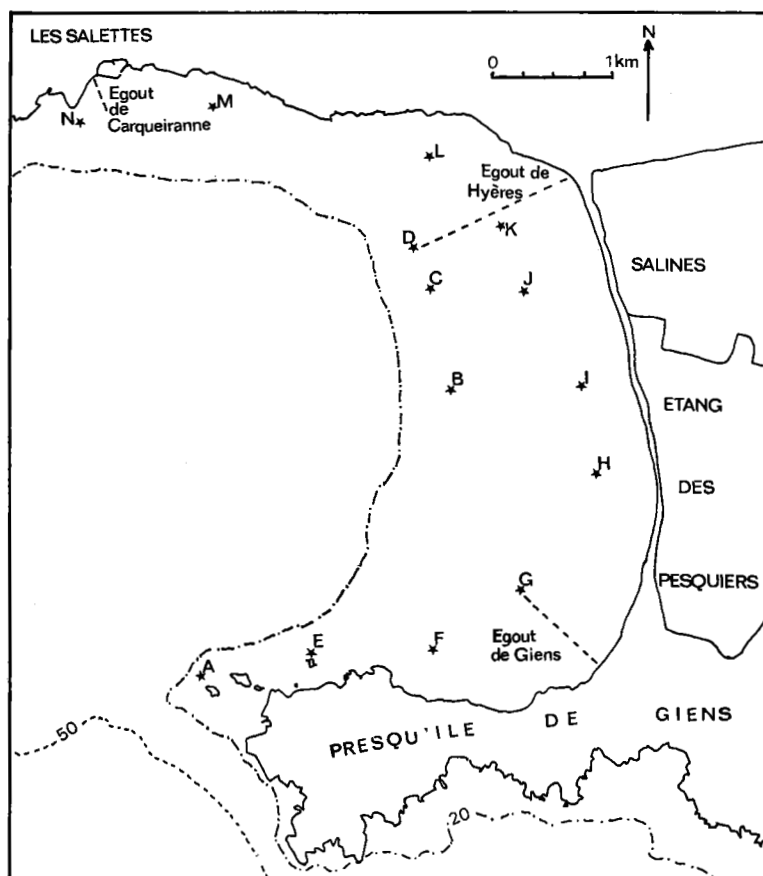 LES SALETTES
N
0 1km
Egout
de
Carqueiranne
M
N
L
Egout de
Hyères
K
D
SALINES
C
J
B
I
ETANG
H
DES
G
PESQUIERS
Egout
de Giens
E
F
A
PRESQU'ILE DE GIENS
50
20